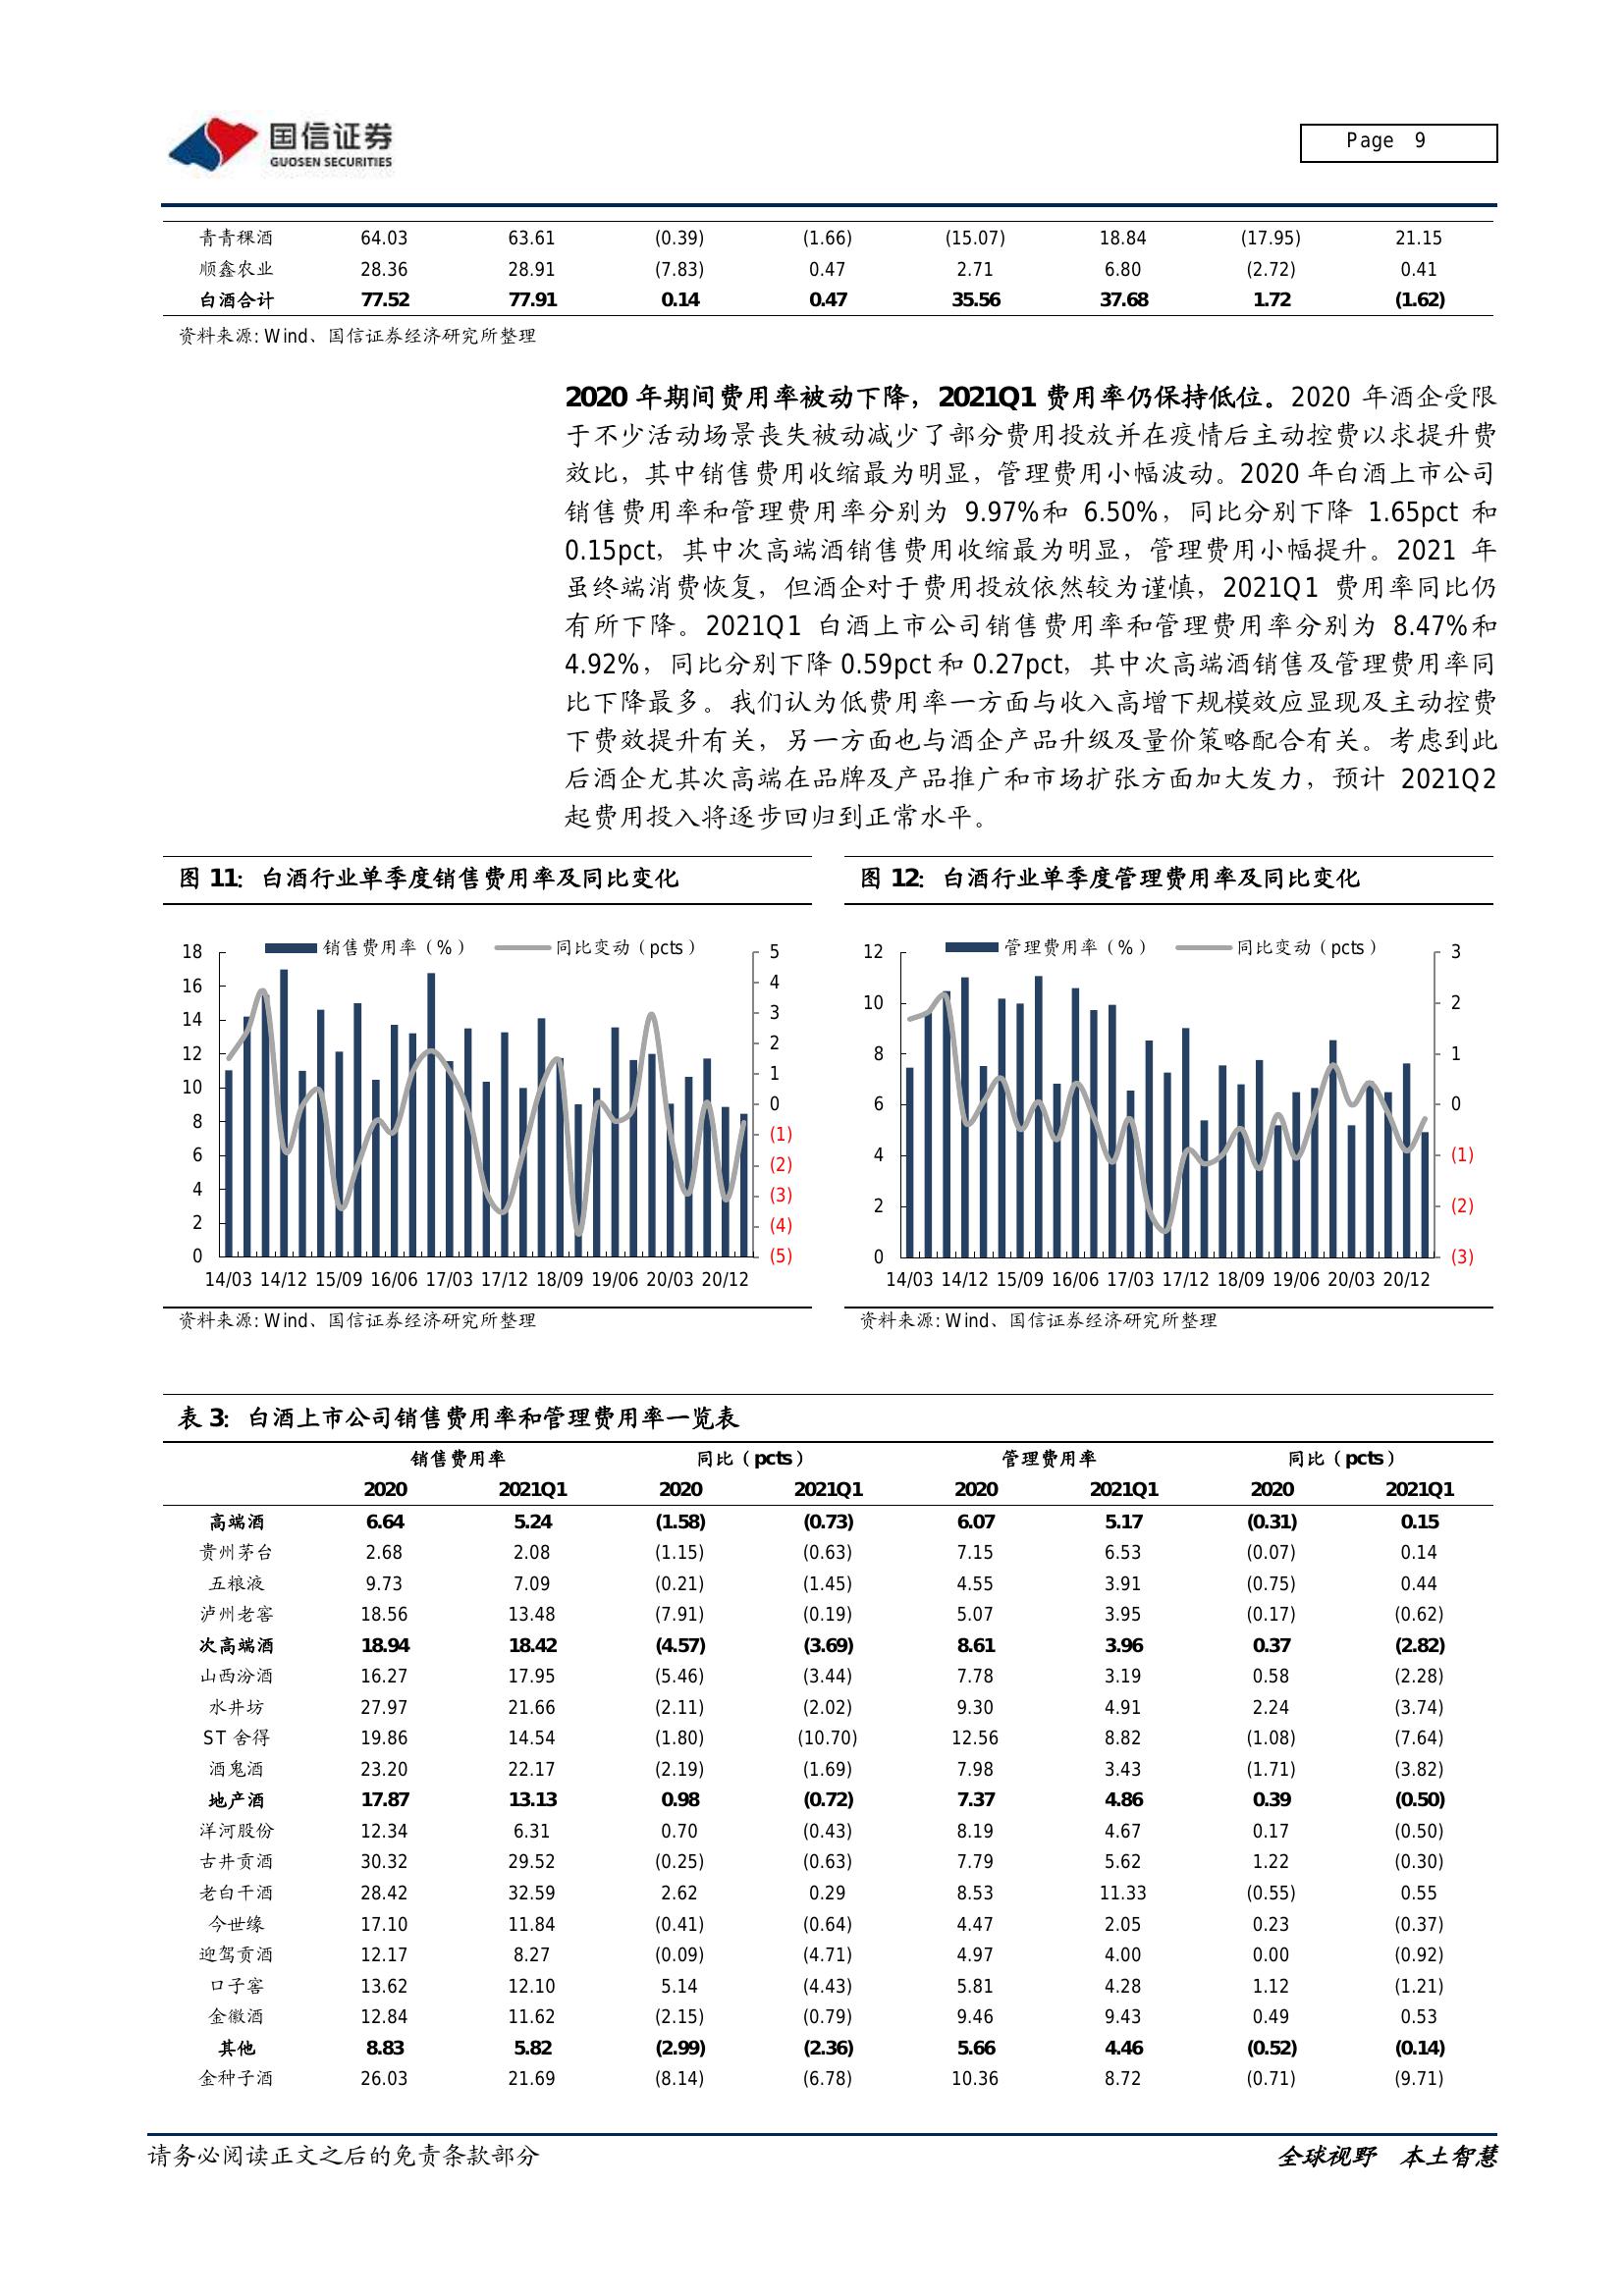 国信证券
GUOSEN SECURITIES
Page 9
青青稞酒 64.03 63.61 (0.39) (1.66) (15.07) 18.84 (17.95) 21.15
顺鑫农业 28.36 28.91 (7.83) 0.47 2.71 6.80 (2.72) 0.41
白酒合计 77.52 77.91 0.14 0.47 35.56 37.68 1.72 (1.62)
资料来源: Wind、国信证券经济研究所整理
2020 年期间费用率被动下降，2021Q1 费用率仍保持低位。2020 年酒企受限
于不少活动场景丧失被动减少了部分费用投放并在疫情后主动控费以求提升费
效比，其中销售费用收缩最为明显，管理费用小幅波动。2020 年白酒上市公司
销售费用率和管理费用率分别为 9.97%和 6.50%，同比分别下降 1.65pct 和
0.15pct，其中次高端酒销售费用收缩最为明显，管理费用小幅提升。2021 年
虽终端消费恢复，但酒企对于费用投放依然较为谨慎，2021Q1 费用率同比仍
有所下降。2021Q1 白酒上市公司销售费用率和管理费用率分别为 8.47%和
4.92%，同比分别下降 0.59pct 和 0.27pct，其中次高端酒销售及管理费用率同
比下降最多。我们认为低费用率一方面与收入高增下规模效应显现及主动控费
下费效提升有关，另一方面也与酒企产品升级及量价策略配合有关。考虑到此
后酒企尤其次高端在品牌及产品推广和市场扩张方面加大发力，预计 2021Q2
起费用投入将逐步回归到正常水平。
图 11：白酒行业单季度销售费用率及同比变化
销售费用率（%） 同比变动（pcts）
18
16
14
12
10
8
6
4
2
0
5
4
3
2
1
0
(1)
(2)
(3)
(4)
(5)
14/03 14/12 15/09 16/06 17/03 17/12 18/09 19/06 20/03 20/12
资料来源: Wind、国信证券经济研究所整理
图 12：白酒行业单季度管理费用率及同比变化
管理费用率（%） 同比变动（pcts）
12
10
8
6
4
2
0
3
2
1
0
(1)
(2)
(3)
14/03 14/12 15/09 16/06 17/03 17/12 18/09 19/06 20/03 20/12
资料来源: Wind、国信证券经济研究所整理
表 3：白酒上市公司销售费用率和管理费用率一览表
销售费用率 同比（pcts） 管理费用率 同比（pcts）
2020 2021Q1 2020 2021Q1 2020 2021Q1 2020 2021Q1
高端酒 6.64 5.24 (1.58) (0.73) 6.07 5.17 (0.31) 0.15
贵州茅台 2.68 2.08 (1.15) (0.63) 7.15 6.53 (0.07) 0.14
五粮液 9.73 7.09 (0.21) (1.45) 4.55 3.91 (0.75) 0.44
泸州老窖 18.56 13.48 (7.91) (0.19) 5.07 3.95 (0.17) (0.62)
次高端酒 18.94 18.42 (4.57) (3.69) 8.61 3.96 0.37 (2.82)
山西汾酒 16.27 17.95 (5.46) (3.44) 7.78 3.19 0.58 (2.28)
水井坊 27.97 21.66 (2.11) (2.02) 9.30 4.91 2.24 (3.74)
ST 舍得 19.86 14.54 (1.80) (10.70) 12.56 8.82 (1.08) (7.64)
酒鬼酒 23.20 22.17 (2.19) (1.69) 7.98 3.43 (1.71) (3.82)
地产酒 17.87 13.13 0.98 (0.72) 7.37 4.86 0.39 (0.50)
洋河股份 12.34 6.31 0.70 (0.43) 8.19 4.67 0.17 (0.50)
古井贡酒 30.32 29.52 (0.25) (0.63) 7.79 5.62 1.22 (0.30)
老白干酒 28.42 32.59 2.62 0.29 8.53 11.33 (0.55) 0.55
今世缘 17.10 11.84 (0.41) (0.64) 4.47 2.05 0.23 (0.37)
迎驾贡酒 12.17 8.27 (0.09) (4.71) 4.97 4.00 0.00 (0.92)
口子窖 13.62 12.10 5.14 (4.43) 5.81 4.28 1.12 (1.21)
金徽酒 12.84 11.62 (2.15) (0.79) 9.46 9.43 0.49 0.53
其他 8.83 5.82 (2.99) (2.36) 5.66 4.46 (0.52) (0.14)
金种子酒 26.03 21.69 (8.14) (6.78) 10.36 8.72 (0.71) (9.71)
请务必阅读正文之后的免责条款部分
全球视野 本土智慧